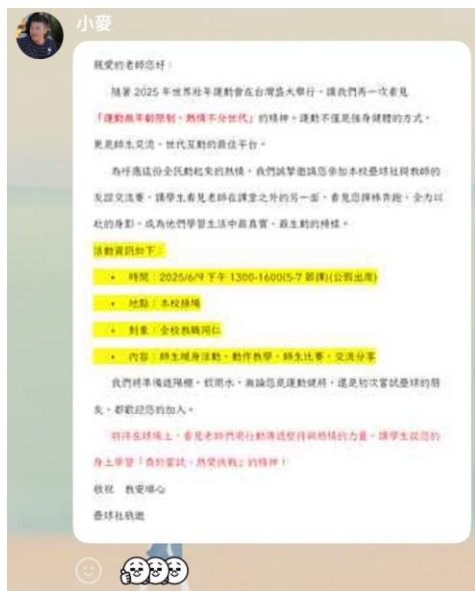 小麥
親愛的老師您好：
隨著 2025 年世界壯年運動會在台灣盛大舉行，讓我們再一次看見
「運動無年齡限制、熱情不分世代」的精神。運動不僅是強身健體的方式，
更是師生交流、世代互動的最佳平台。
為呼應這份全民動起來的熱情，我們誠摯邀請您參加本校壘球社與教師的
友誼交流賽，讓學生看見老師在課堂之外的另一面，看見您揮棒奔跑、全力以
赴的身影，成為他們學習生活中最真實、最生動的榜樣。
活動資訊如下：
• 時間：2025/6/4 下午 1300-1600(5-7 節課)(公假出席)
• 地點：本校操場
• 對象：全校教職同仁
• 內容：師生暖身活動、動作教學、師生比賽、交流分享
我們將準備遮陽棚、飲用水，無論您是運動健將，還是初次嘗試壘球的朋
友，都歡迎您的加入。
期待在球場上，看見老師們用行動傳遞堅持與熱情的力量，讓學生從您的
身上學習「勇於嘗試、熱愛挑戰」的精神！
敬祝 教安順心
壘球社敬邀